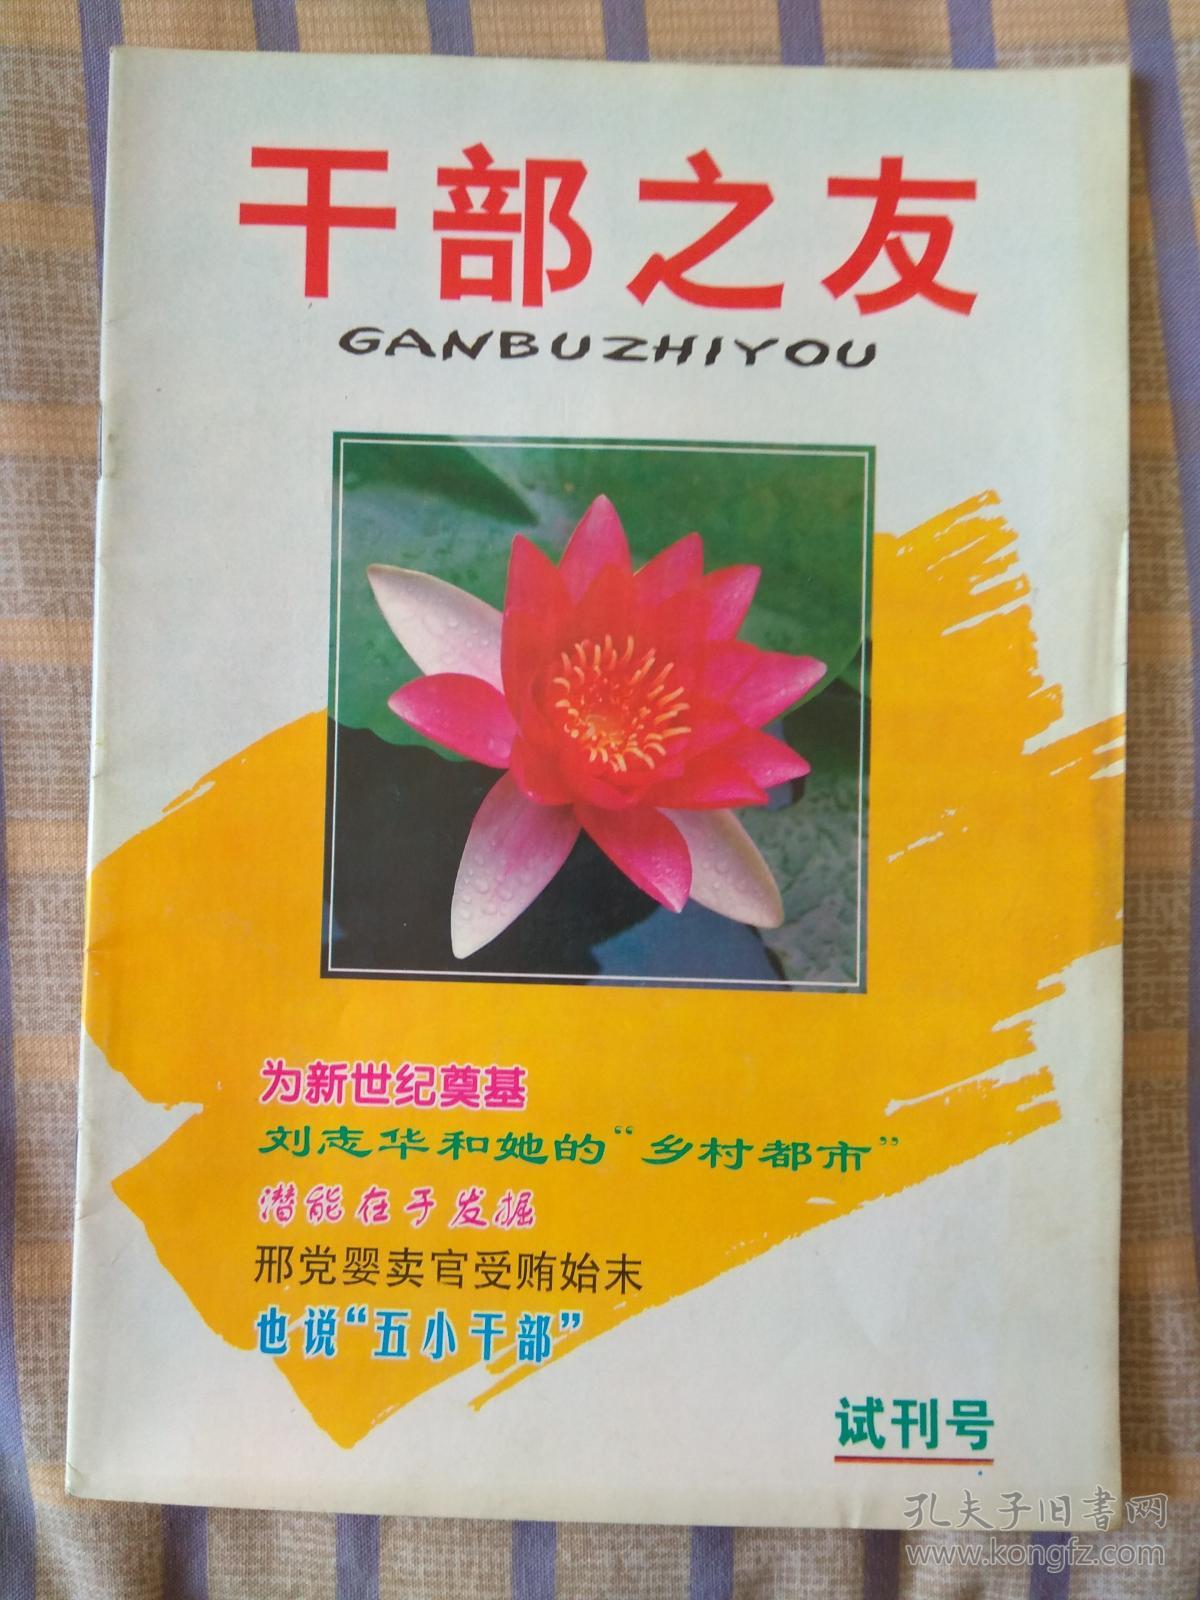 干部之友
GANBUZHIYOU
为新世纪奠基
刘志华和她的“乡村都市”
潜能在于发掘
邢党婴卖官受贿始末
也说“五小干部”
试刊号
孔夫子旧書网
www.kongfz.com